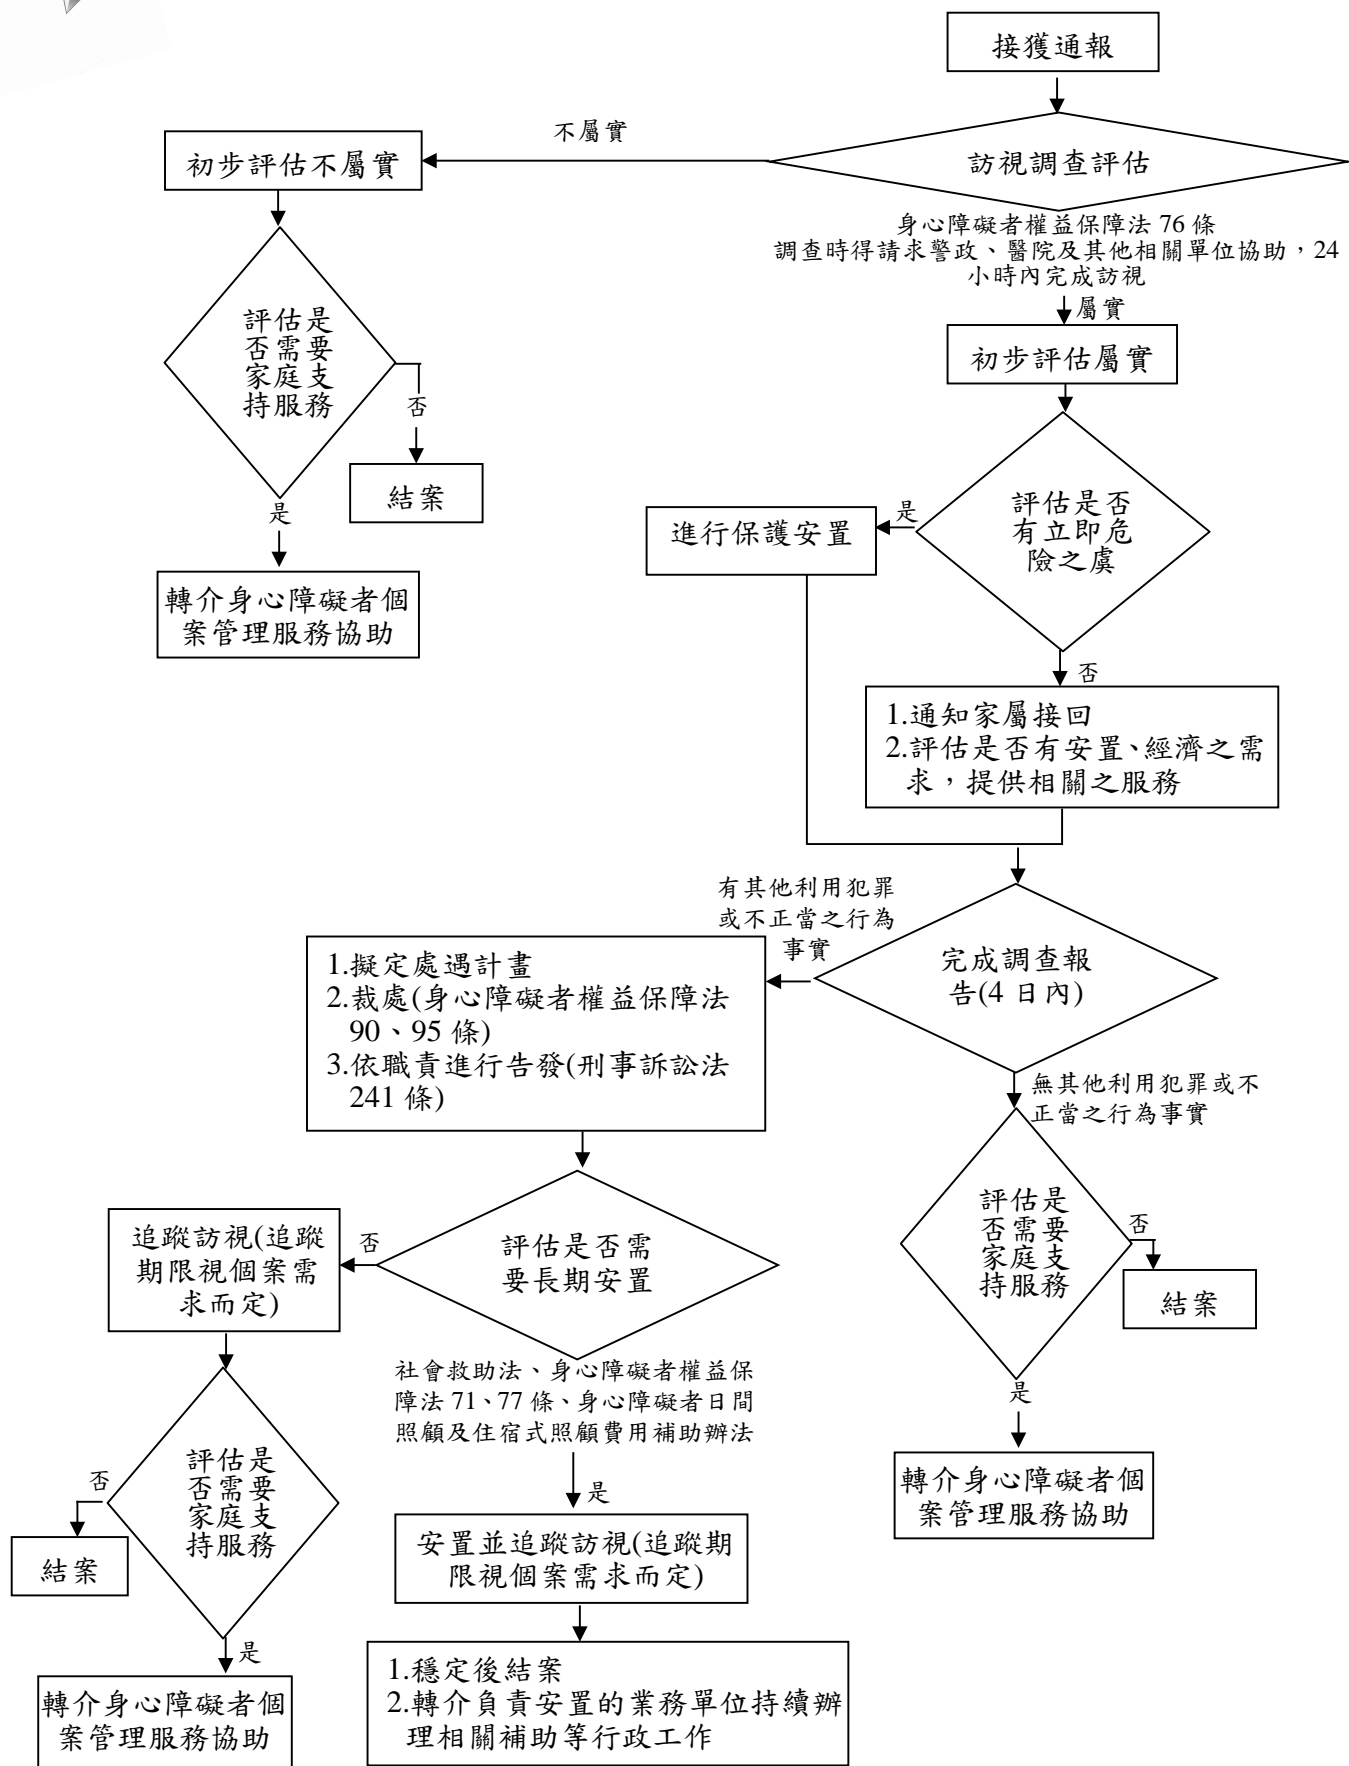 接獲通報
不屬實
初步評估不屬實
訪視調查評估
身心障礙者權益保障法 76 條
調查時得請求警政、醫院及其他相關單位協助，24
小時內完成訪視
屬實
初步評估屬實
評估是
否需要
家庭支
持服務
否
結案
是
轉介身心障礙者個
案管理服務協助
評估是否
有立即危
險之虞
是
進行保護安置
否
1.通知家屬接回
2.評估是否有安置、經濟之需
求，提供相關之服務
有其他利用犯罪
或不正當之行為
事實
完成調查報
告(4 日內)
1.擬定處遇計畫
2.裁處(身心障礙者權益保障法
90、95 條)
3.依職責進行告發(刑事訴訟法
241 條)
無其他利用犯罪或不
正當之行為事實
評估是
否需要
家庭支
持服務
否
結案
是
轉介身心障礙者個
案管理服務協助
評估是否需
要長期安置
否
追蹤訪視(追蹤
期限視個案需
求而定)
社會救助法、身心障礙者權益保
障法 71、77 條、身心障礙者日間
照顧及住宿式照顧費用補助辦法
是
安置並追蹤訪視(追蹤期
限視個案需求而定)
1.穩定後結案
2.轉介負責安置的業務單位持續辦
理相關補助等行政工作
評估是
否需要
家庭支
持服務
否
結案
是
轉介身心障礙者個
案管理服務協助